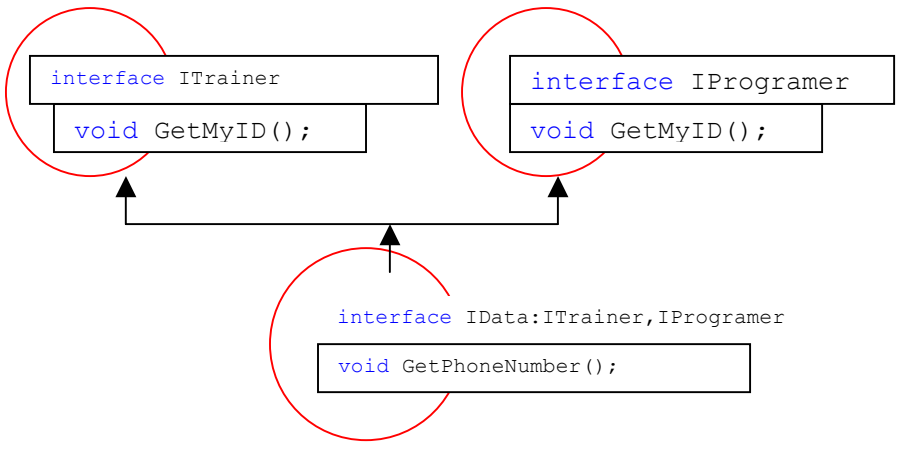 interface ITrainer
void GetMyID();
interface IProgramer
void GetMyID();
interface IData:ITrainer,IProgramer
void GetPhoneNumber();